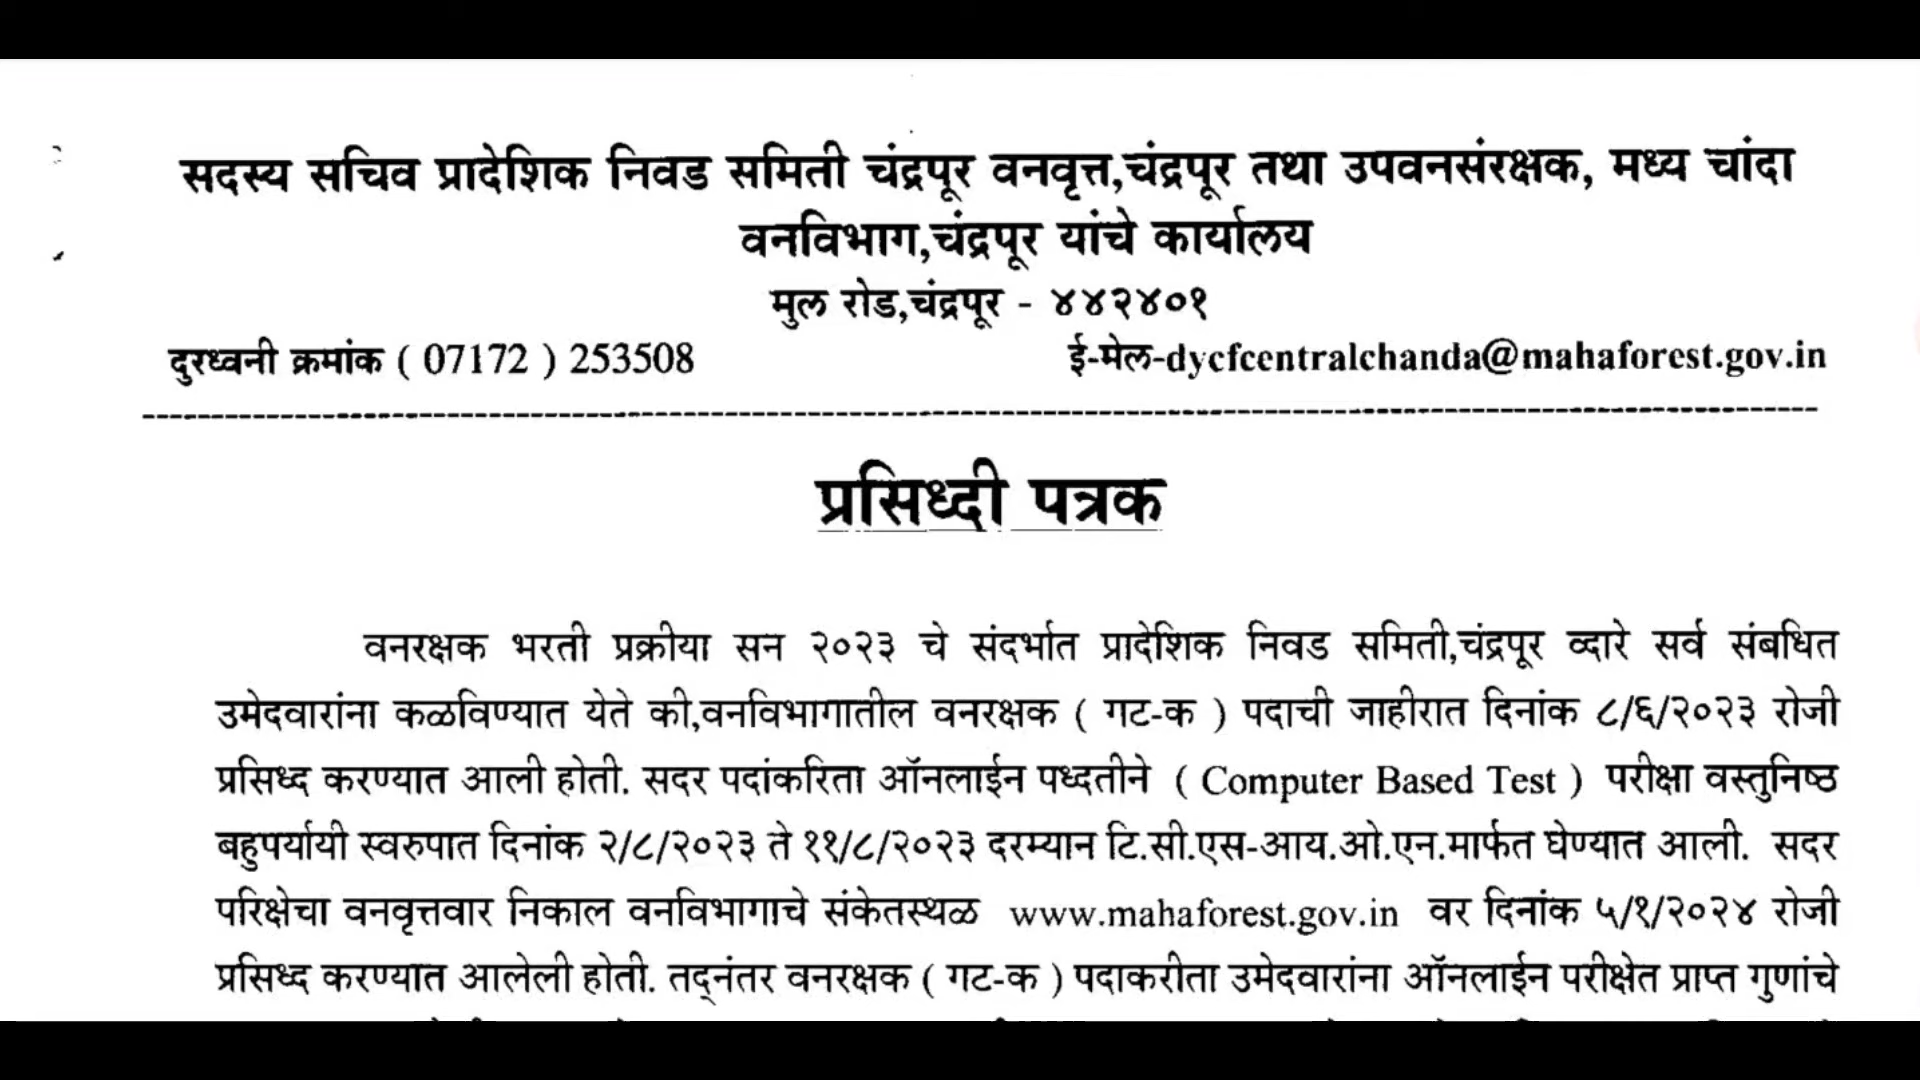 सदस्य सचिव प्रादेशिक निवड समिती चंद्रपूर वनवृत्त,चंद्रपूर तथा उपवनसंरक्षक, मध्य चांदा
वनविभाग,चंद्रपूर यांचे कार्यालय
मुल रोड,चंद्रपूर - ४४२४०१
दुरध्वनी क्रमांक ( 07172 ) 253508 ई-मेल-dycfcentralchanda@mahaforest.gov.in
प्रसिध्दी पत्रक
वनरक्षक भरती प्रक्रीया सन २०२३ चे संदर्भात प्रादेशिक निवड समिती,चंद्रपूर व्दारे सर्व संबधित
उमेदवारांना कळविण्यात येते की,वनविभागातील वनरक्षक ( गट-क ) पदाची जाहीरात दिनांक ८/६/२०२३ रोजी
प्रसिध्द करण्यात आली होती. सदर पदांकरिता ऑनलाईन पध्दतीने ( Computer Based Test ) परीक्षा वस्तुनिष्ठ
बहुपर्यायी स्वरुपात दिनांक २/८/२०२३ ते ११/८/२०२३ दरम्यान टि.सी.एस-आय.ओ.एन.मार्फत घेण्यात आली. सदर
परिक्षेचा वनवृत्तवार निकाल वनविभागाचे संकेतस्थळ www.mahaforest.gov.in वर दिनांक ५/१/२०२४ रोजी
प्रसिध्द करण्यात आलेली होती. तद्नंतर वनरक्षक ( गट-क ) पदाकरीता उमेदवारांना ऑनलाईन परीक्षेत प्राप्त गुणांचे